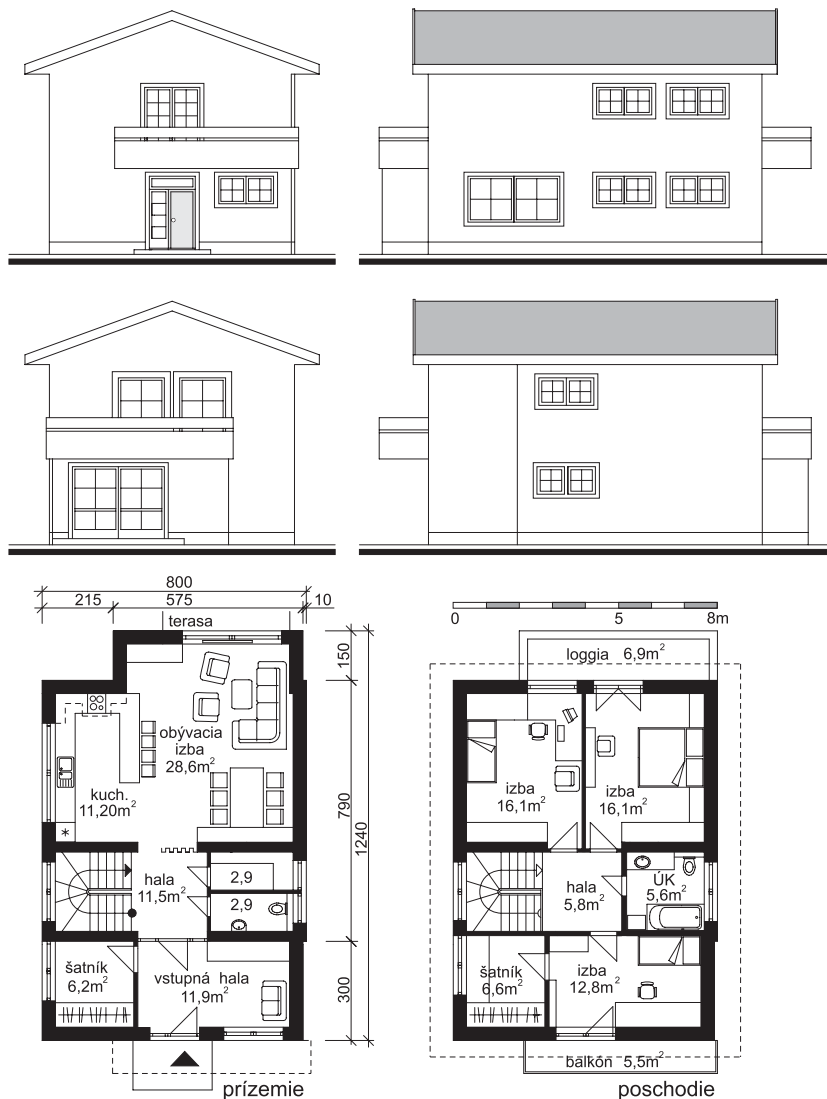 800
215 575 10
terasa
150
790
1240
300
obývacia
izba
28,6m²
kuch.
11,20m²
*
hala
11,5m²
2,9
2,9
šatník
6,2m²
vstupná hala
11,9m²
prízemie
0 5 8m
loggia 6,9m²
izba
16,1m²
izba
16,1m²
hala
5,8m²
ÚK
5,6m²
šatník
6,6m²
izba
12,8m²
balkón 5,5m²
poschodie